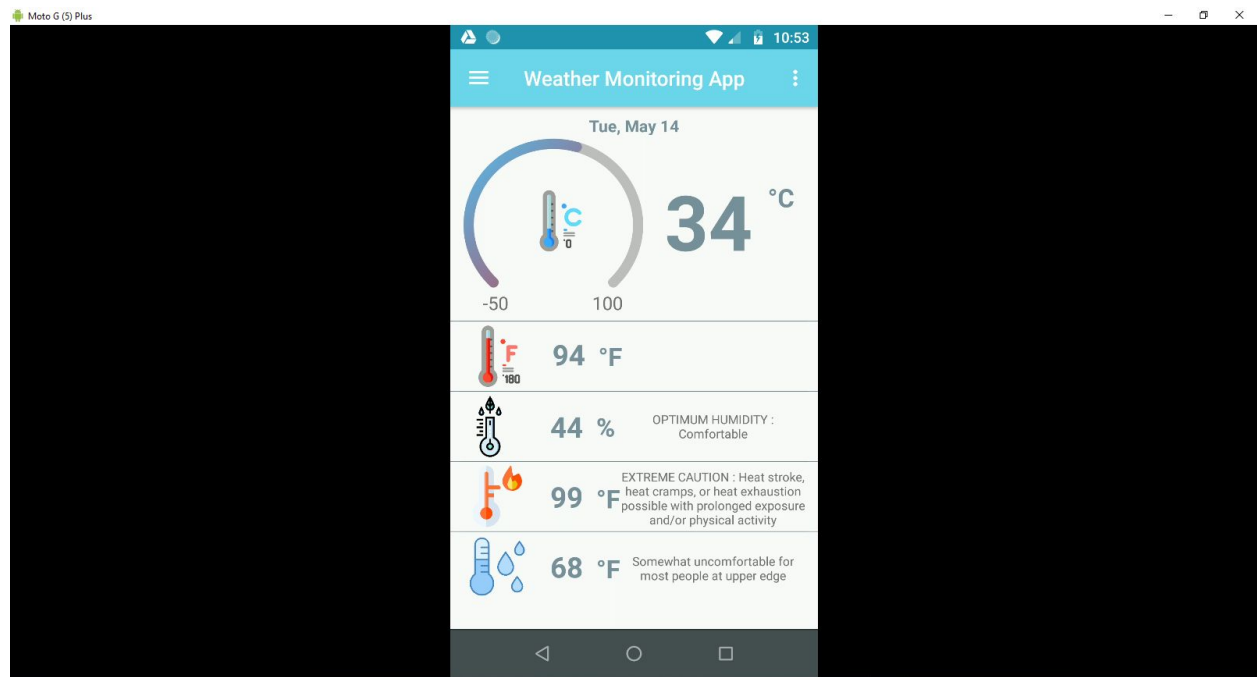 Moto G (5) Plus
10:53
Weather Monitoring App
Tue, May 14
°C
°0
34 °C
-50 100
°F
°180
94 °F
44 %
OPTIMUM HUMIDITY :
Comfortable
99 °F
EXTREME CAUTION : Heat stroke,
heat cramps, or heat exhaustion
possible with prolonged exposure
and/or physical activity
68 °F
Somewhat uncomfortable for
most people at upper edge